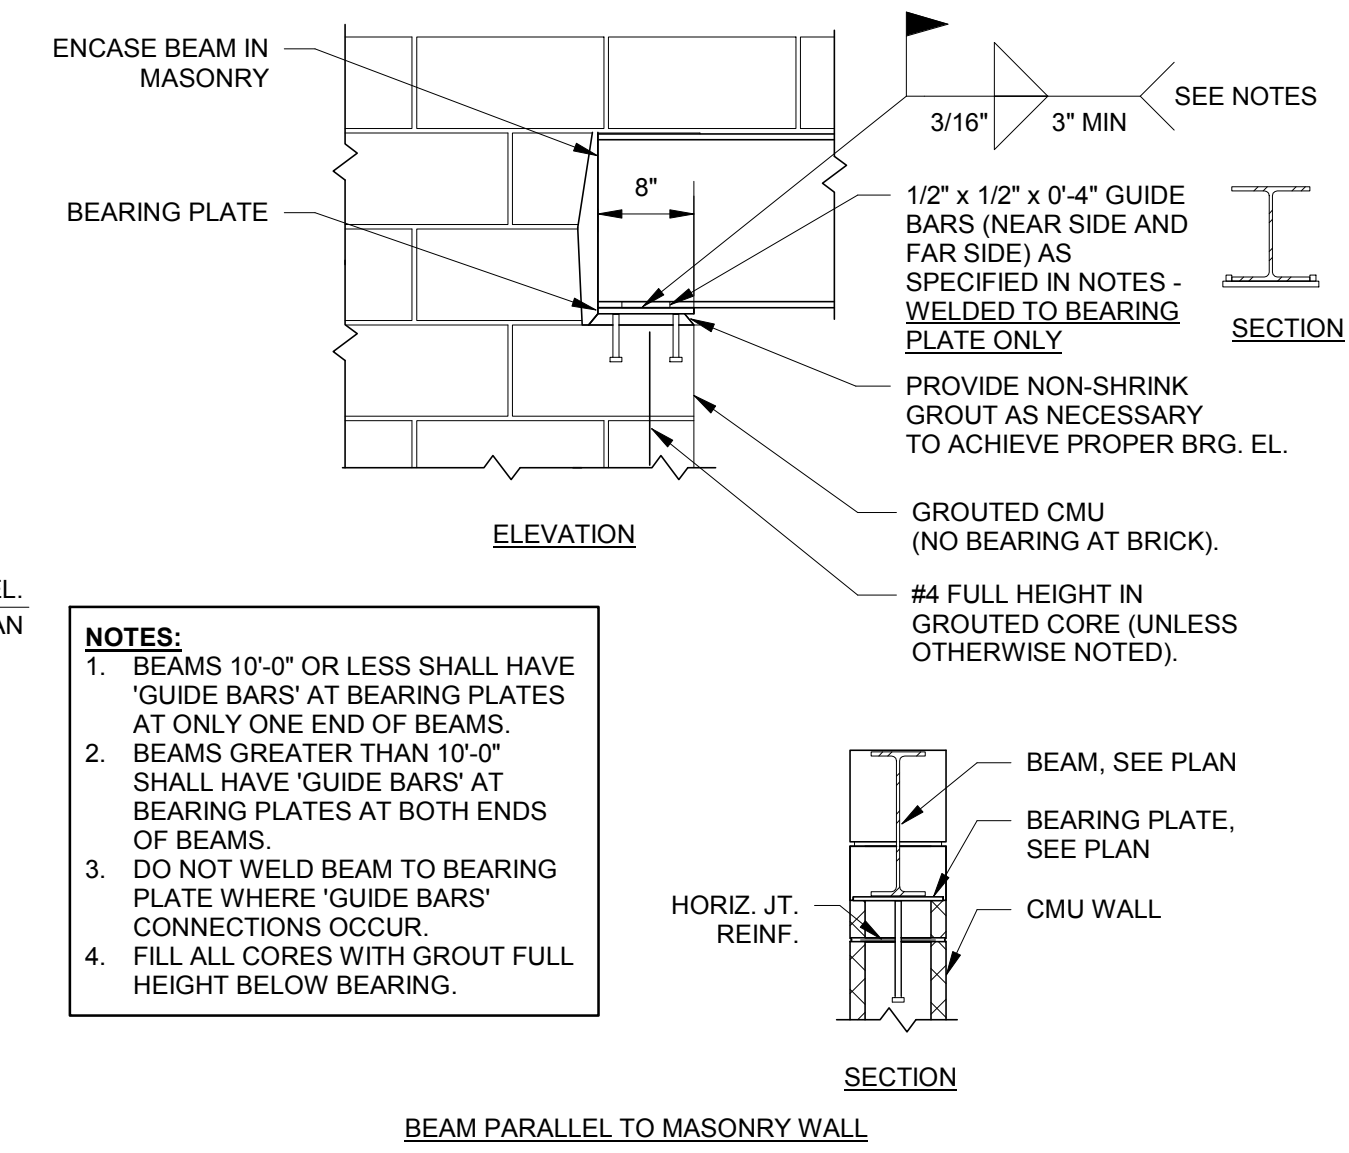 ENCASE BEAM IN
MASONRY
BEARING PLATE
8"
3/16"
3" MIN
SEE NOTES
1/2" x 1/2" x 0'-4" GUIDE
BARS (NEAR SIDE AND
FAR SIDE) AS
SPECIFIED IN NOTES -
WELDED TO BEARING
PLATE ONLY
SECTION
PROVIDE NON-SHRINK
GROUT AS NECESSARY
TO ACHIEVE PROPER BRG. EL.
GROUTED CMU
(NO BEARING AT BRICK).
#4 FULL HEIGHT IN
GROUTED CORE (UNLESS
OTHERWISE NOTED).
ELEVATION
EL.
AN
NOTES:
1. BEAMS 10'-0" OR LESS SHALL HAVE
'GUIDE BARS' AT BEARING PLATES
AT ONLY ONE END OF BEAMS.
2. BEAMS GREATER THAN 10'-0"
SHALL HAVE 'GUIDE BARS' AT
BEARING PLATES AT BOTH ENDS
OF BEAMS.
3. DO NOT WELD BEAM TO BEARING
PLATE WHERE 'GUIDE BARS'
CONNECTIONS OCCUR.
4. FILL ALL CORES WITH GROUT FULL
HEIGHT BELOW BEARING.
BEAM, SEE PLAN
BEARING PLATE,
SEE PLAN
HORIZ. JT.
REINF.
CMU WALL
SECTION
BEAM PARALLEL TO MASONRY WALL